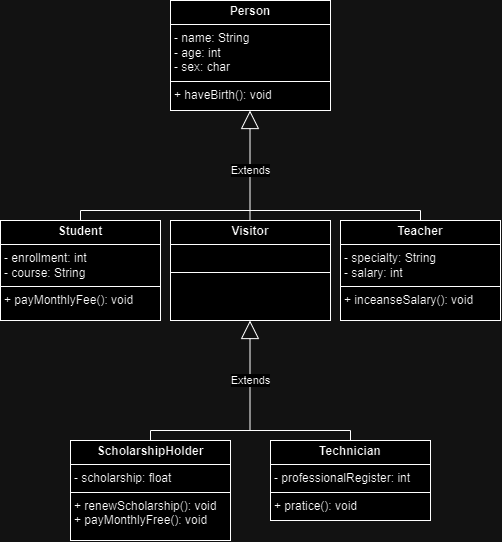 Person
- name: String
- age: int
- sex: char
+ haveBirth(): void
Extends
Student
- enrollment: int
- course: String
+ payMonthlyFee(): void
Visitor
Teacher
- specialty: String
- salary: int
+ inceanseSalary(): void
Extends
ScholarshipHolder
- scholarship: float
+ renewScholarship(): void
+ payMonthlyFree(): void
Technician
- professionalRegister: int
+ pratice(): void